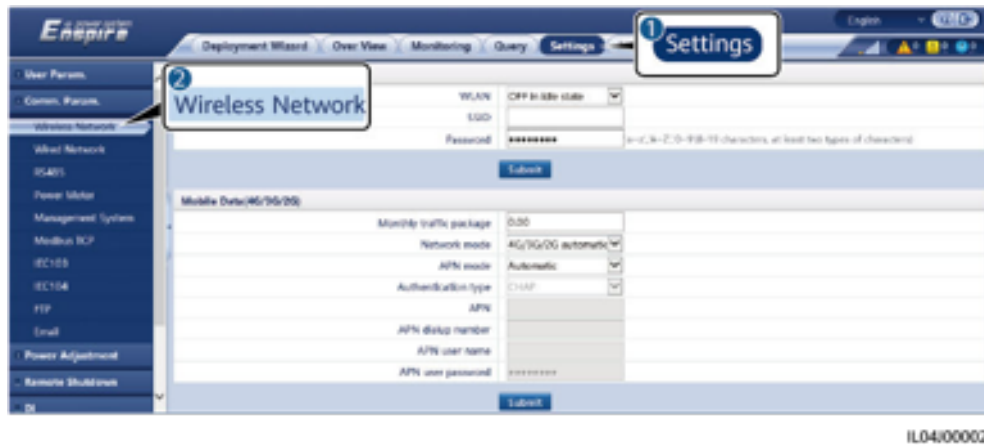 Enspire
English
Deployment Wizard
Over View
Monitoring
Query
Settings
1
Settings
User Param.
Comm. Param.
2
Wireless Network
Wireless Network
WLAN
OFF in idle state
SSID
Password
Submit
Wired Network
RS485
Power Meter
Management System
Modbus TCP
IEC103
IEC104
FTP
Email
Power Adjustment
Remote Shutdown
DI
Mobile Data(4G/3G/2G)
Monthly traffic package
0.00
Network mode
4G/3G/2G automatic
APN mode
Automatic
Authentication type
CHAP
APN
APN dialup number
APN user name
APN user password
Submit
IL04J00002